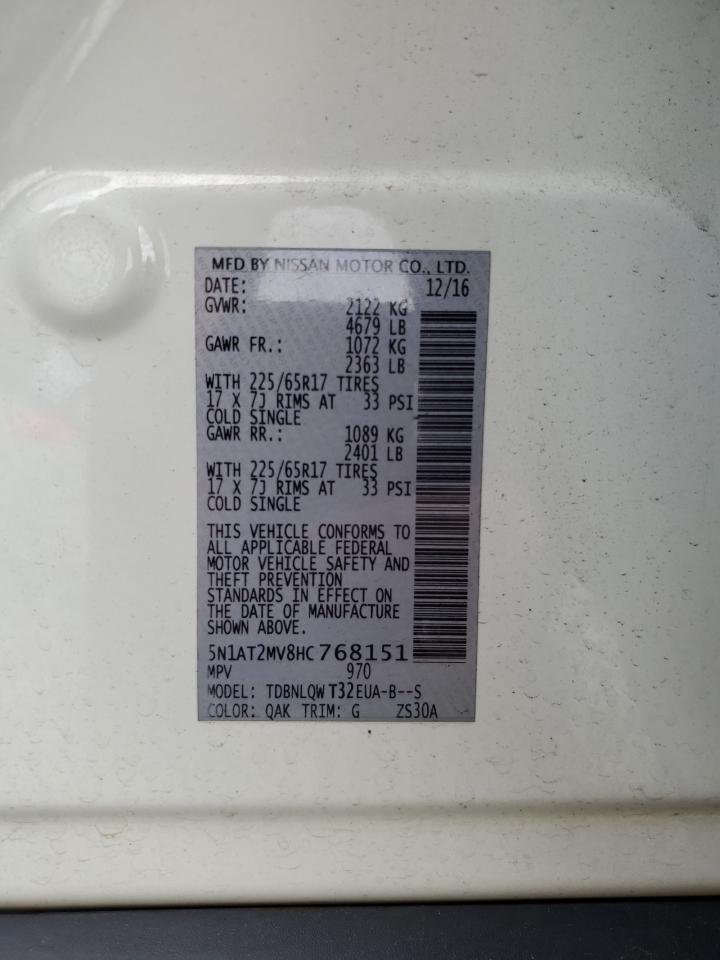 MFD BY NISSAN MOTOR CO., LTD.
DATE: 12/16
GVWR: 2122 KG
4679 LB
GAWR FR.: 1072 KG
2363 LB
WITH 225/65R17 TIRES
17 X 7J RIMS AT 33 PSI
COLD SINGLE
GAWR RR.: 1089 KG
2401 LB
WITH 225/65R17 TIRES
17 X 7J RIMS AT 33 PSI
COLD SINGLE
THIS VEHICLE CONFORMS TO
ALL APPLICABLE FEDERAL
MOTOR VEHICLE SAFETY AND
THEFT PREVENTION
STANDARDS IN EFFECT ON
THE DATE OF MANUFACTURE
SHOWN ABOVE.
5N1AT2MV8HC768151
MPV 970
MODEL: TDBNLQW T32EUA-B--S
COLOR: QAK TRIM: G ZS30A